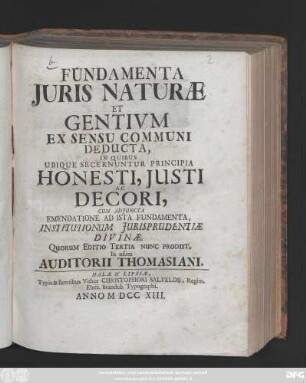 FUNDAMENTA
JURIS NATURÆ
ET
GENTIVM
EX SENSU COMMUNI
DEDUCTA,
IN QUIBUS
UBIQUE SECERNUNTUR PRINCIPIA
HONESTI, JUSTI
AC
DECORI,
CUM ADJUNCTA
EMENDATIONE AD ISTA FUNDAMENTA,
INSTITUTIONUM JURISPRUDENTIÆ
DIVINÆ.
QUORUM EDITIO TERTIA NUNC PRODIIT,
In usum
AUDITORII THOMASIANI.
HALÆ & LIPSIÆ,
Typis & sumtibus Viduæ CHRISTOPHORI SALFELDII, Regim.
Elect. Brandeb. Typographi.
ANNO M DCC XIII.